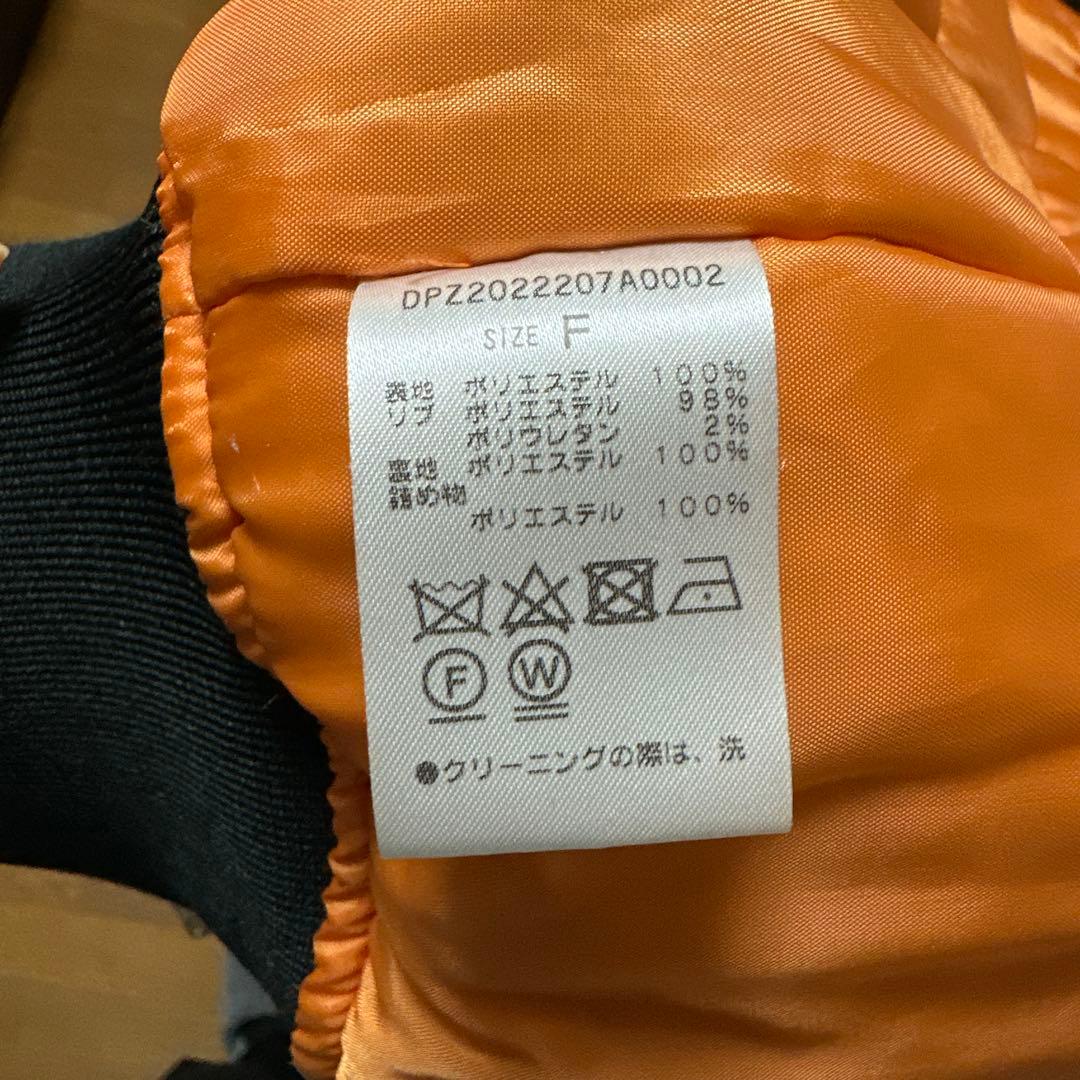 DPZ2022207A0002
SIZE F
表地 ポリエステル 100%
リブ ポリエステル 98%
ポリウレタン 2%
裏地 ポリエステル 100%
詰め物
ポリエステル 100%
F
W
●クリーニングの際は、洗